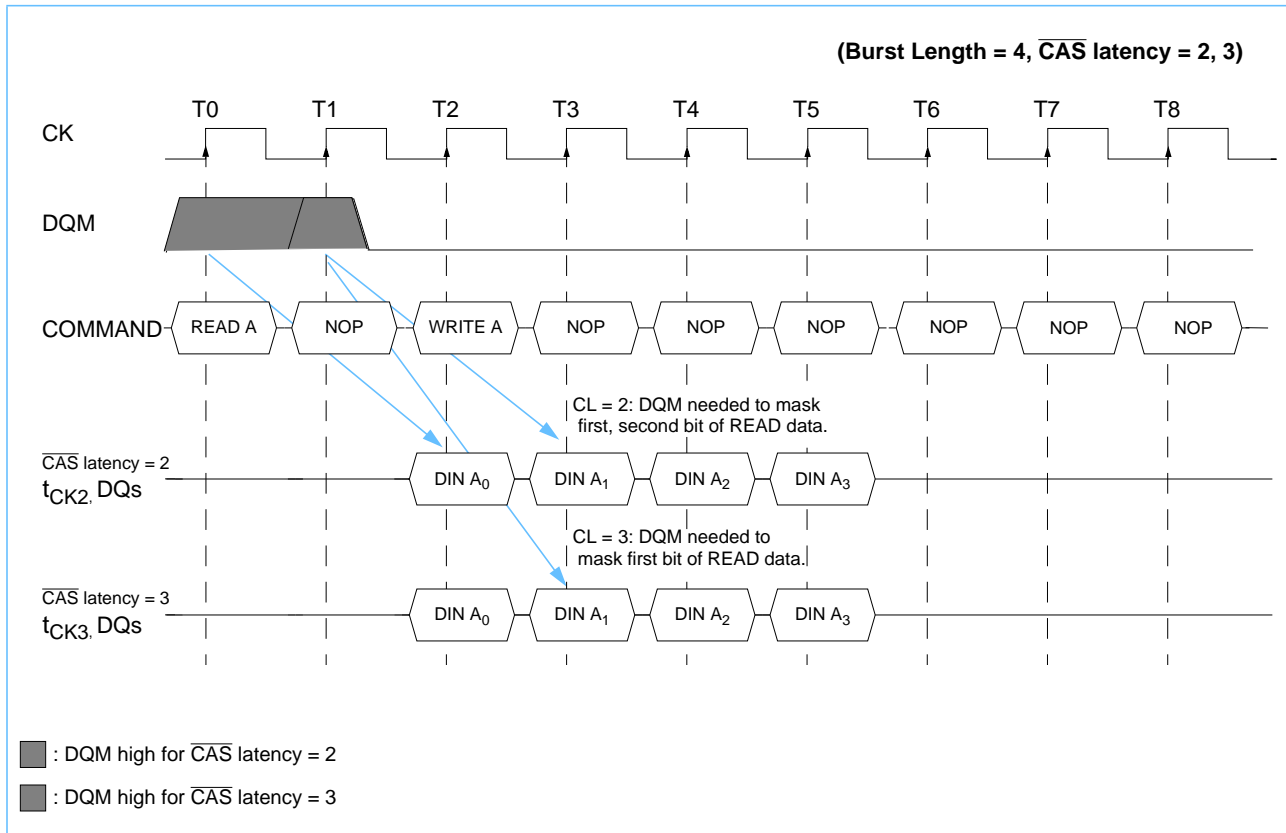 (Burst Length = 4, CAS latency = 2, 3)
T0 T1 T2 T3 T4 T5 T6 T7 T8
CK
DQM
COMMAND READ A NOP WRITE A NOP NOP NOP NOP NOP NOP
CL = 2: DQM needed to mask
first, second bit of READ data.
CAS latency = 2
tCK2, DQs DIN A0 DIN A1 DIN A2 DIN A3
CL = 3: DQM needed to
mask first bit of READ data.
CAS latency = 3
tCK3, DQs DIN A0 DIN A1 DIN A2 DIN A3
: DQM high for CAS latency = 2
: DQM high for CAS latency = 3